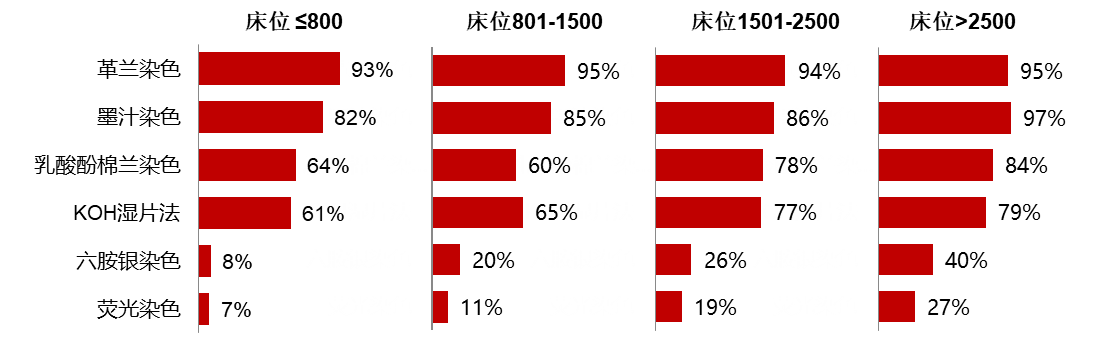 床位 ≤800 床位801-1500 床位1501-2500 床位>2500
革兰染色 93% 95% 94% 95%
墨汁染色 82% 85% 86% 97%
乳酸酚棉兰染色 64% 60% 78% 84%
KOH湿片法 61% 65% 77% 79%
六胺银染色 8% 20% 26% 40%
荧光染色 7% 11% 19% 27%